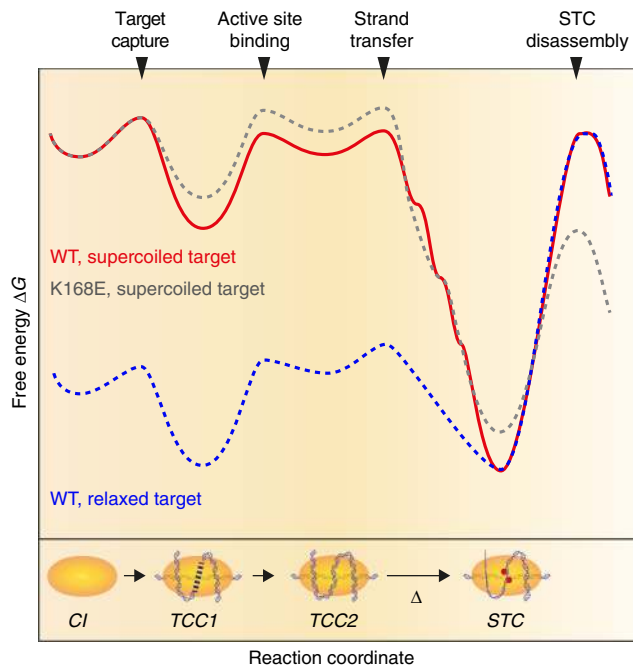 Target
capture
Active site
binding
Strand
transfer
STC
disassembly
Free energy ΔG
WT, supercoiled target
K168E, supercoiled target
WT, relaxed target
CI
TCC1
TCC2
Δ
STC
Reaction coordinate